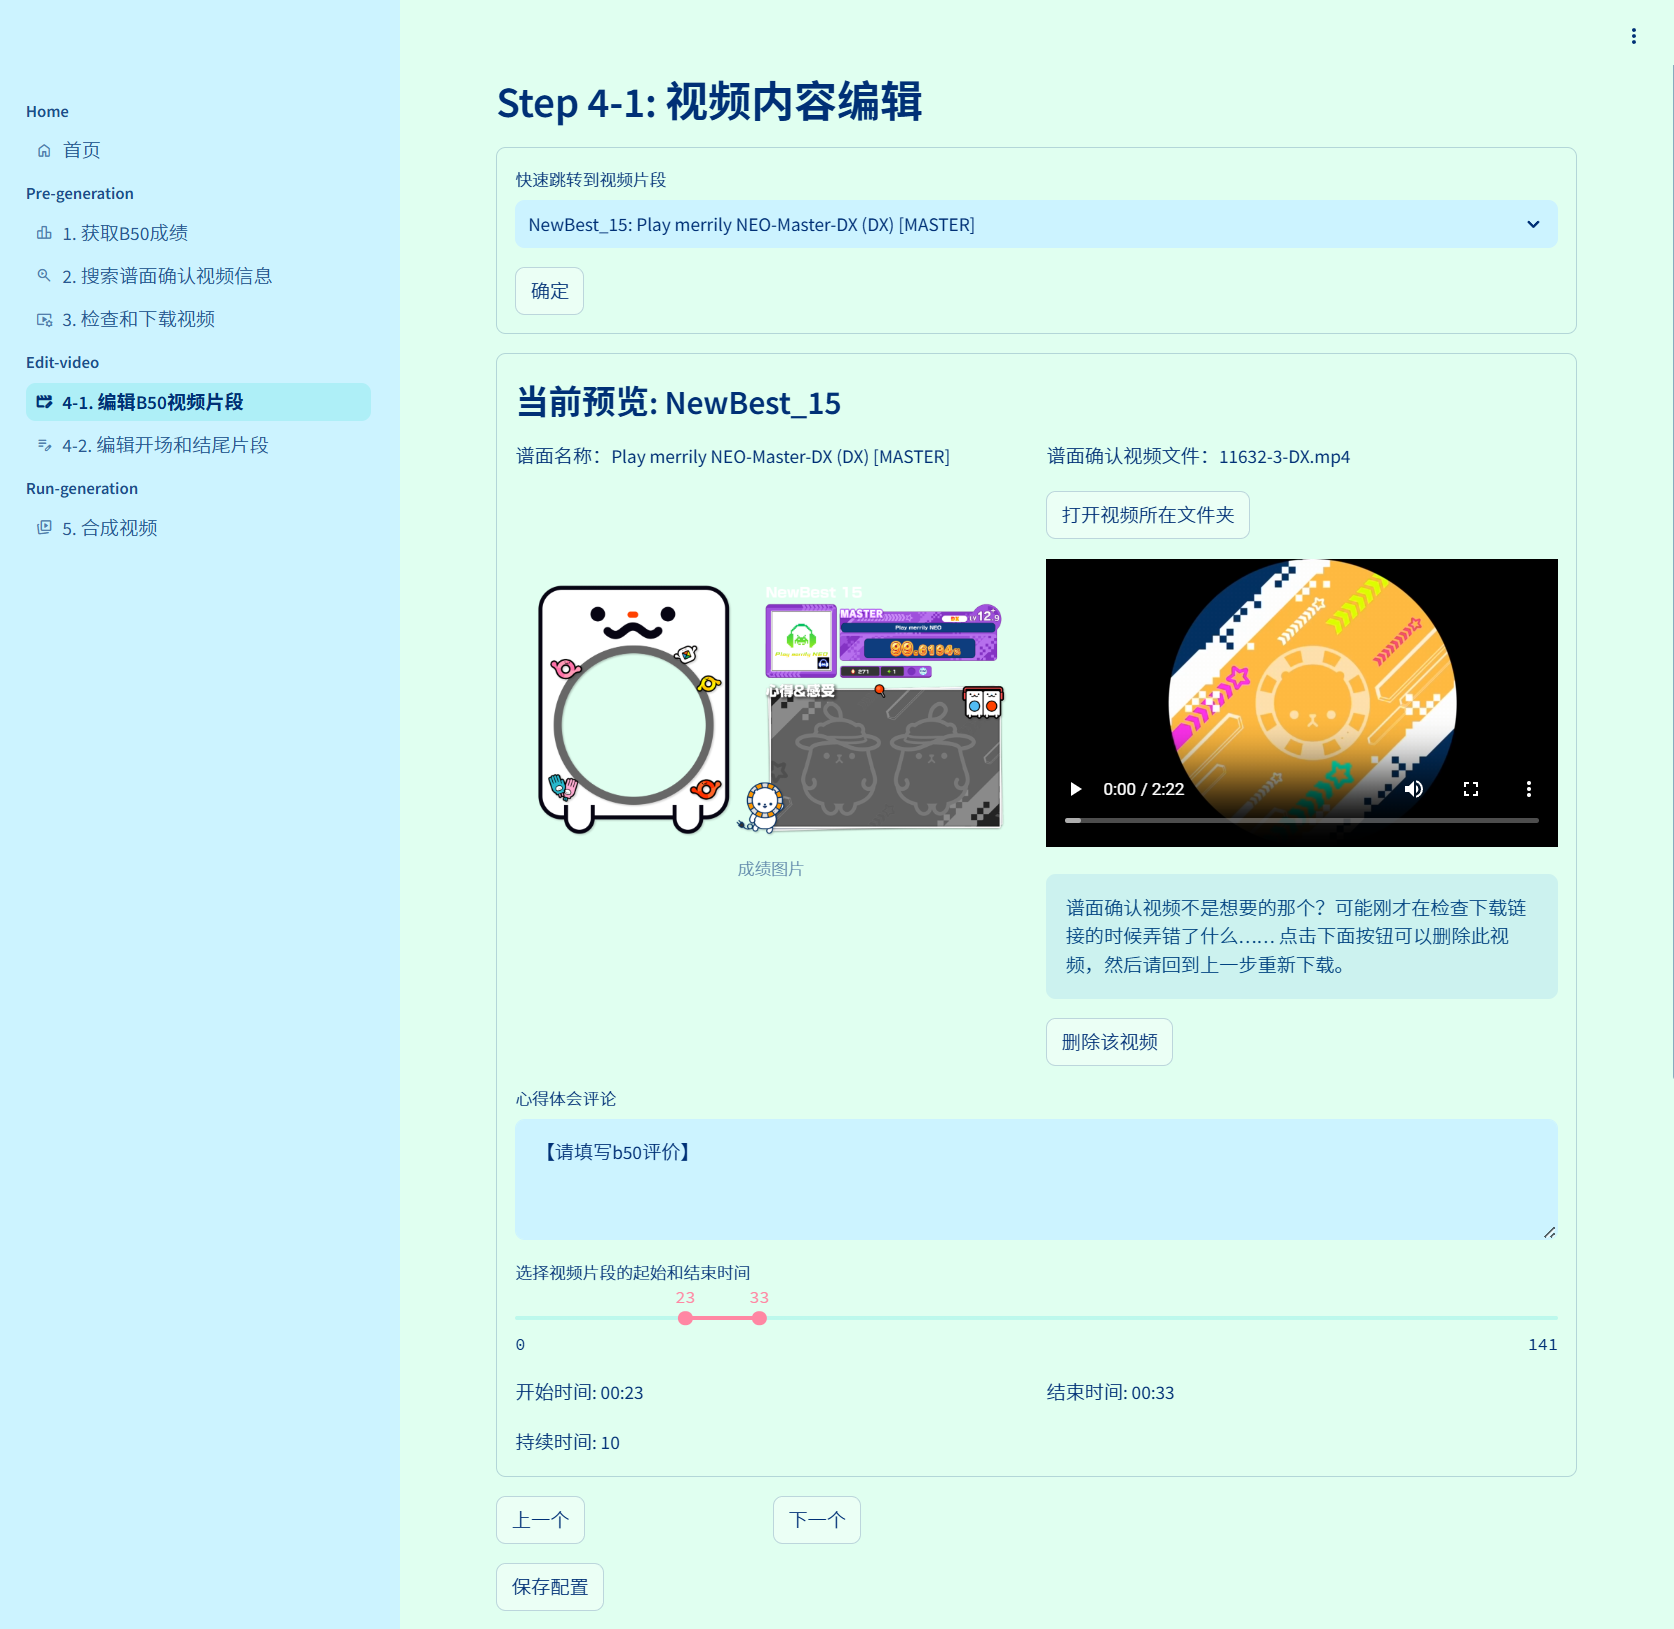 Home
首页
Pre-generation
1. 获取B50成绩
2. 搜索谱面确认视频信息
3. 检查和下载视频
Edit-video
4-1. 编辑B50视频片段
4-2. 编辑开场和结尾片段
Run-generation
5. 合成视频
Step 4-1: 视频内容编辑
快速跳转到视频片段
NewBest_15: Play merrily NEO-Master-DX (DX) [MASTER]
确定
当前预览: NewBest_15
谱面名称：Play merrily NEO-Master-DX (DX) [MASTER]
谱面确认视频文件：11632-3-DX.mp4
打开视频所在文件夹
NewBest 15
MASTER
LV 12.9
Play merrily NEO
Play merrily NEO
99.6194%
心得&感受
成绩图片
0:00 / 2:22
谱面确认视频不是想要的那个？可能刚才在检查下载链
接的时候弄错了什么…… 点击下面按钮可以删除此视
频，然后请回到上一步重新下载。
删除该视频
心得体会评论
【请填写b50评价】
选择视频片段的起始和结束时间
23
33
0
141
开始时间: 00:23
结束时间: 00:33
持续时间: 10
上一个
下一个
保存配置